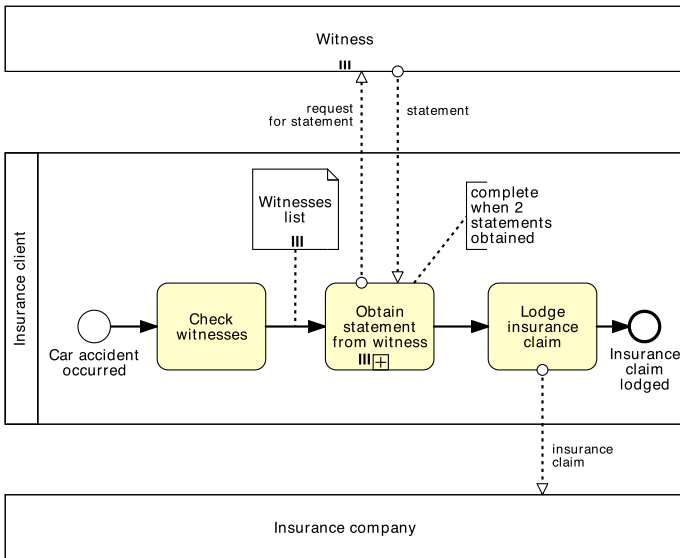 Witness
request
for statement
statement
Insurance client
Witnesses
list
complete
when 2
statements
obtained
Car accident
occurred
Check
witnesses
Obtain
statement
from witness
Lodge
insurance
claim
Insurance
claim
lodged
insurance
claim
Insurance company